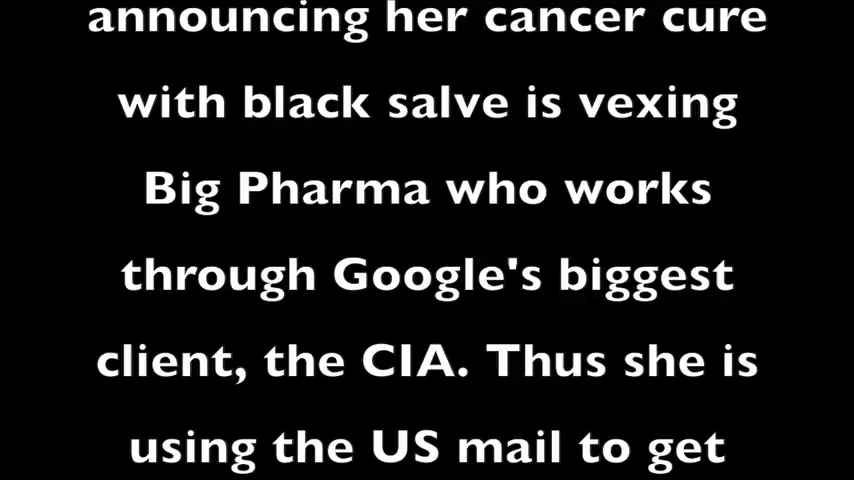 announcing her cancer cure
with black salve is vexing
Big Pharma who works
through Google's biggest
client, the CIA. Thus she is
using the US mail to get